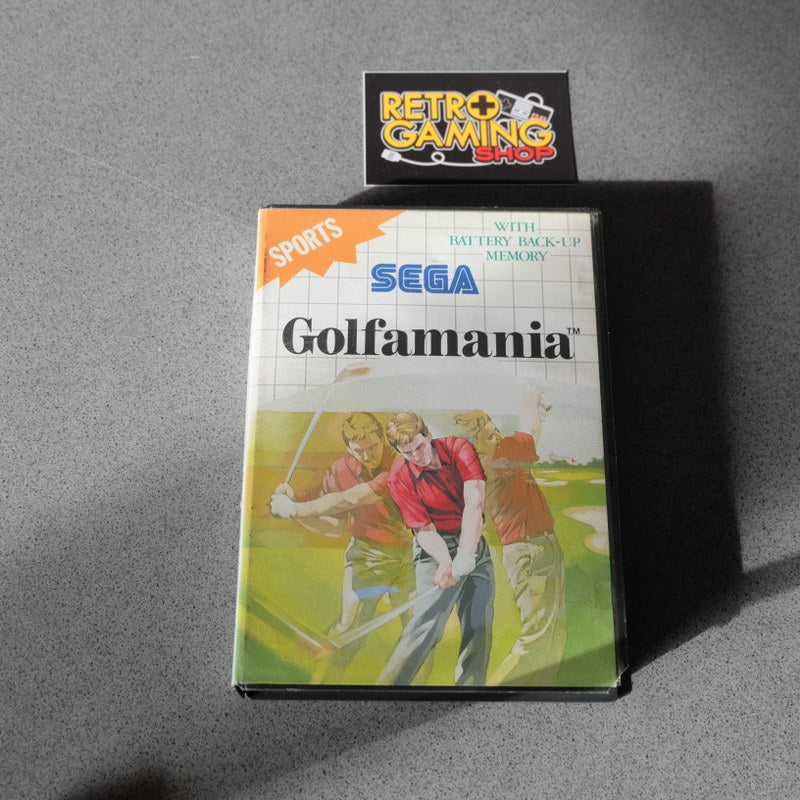 RETRO
GAMING
SHOP
SPORTS
WITH
BATTERY BACK-UP
MEMORY
SEGA
Golfamania™